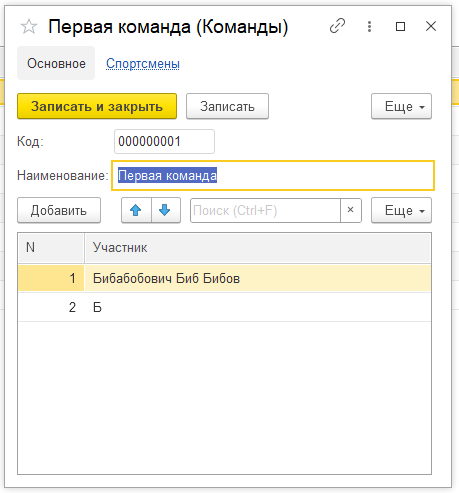 Первая команда (Команды)
Основное Спортсмены
Записать и закрыть Записать Еще
Код: 000000001
Наименование: Первая команда
Добавить Поиск (Ctrl+F) × Еще
N Участник
1 Бибабобович Биб Бибов
2 Б